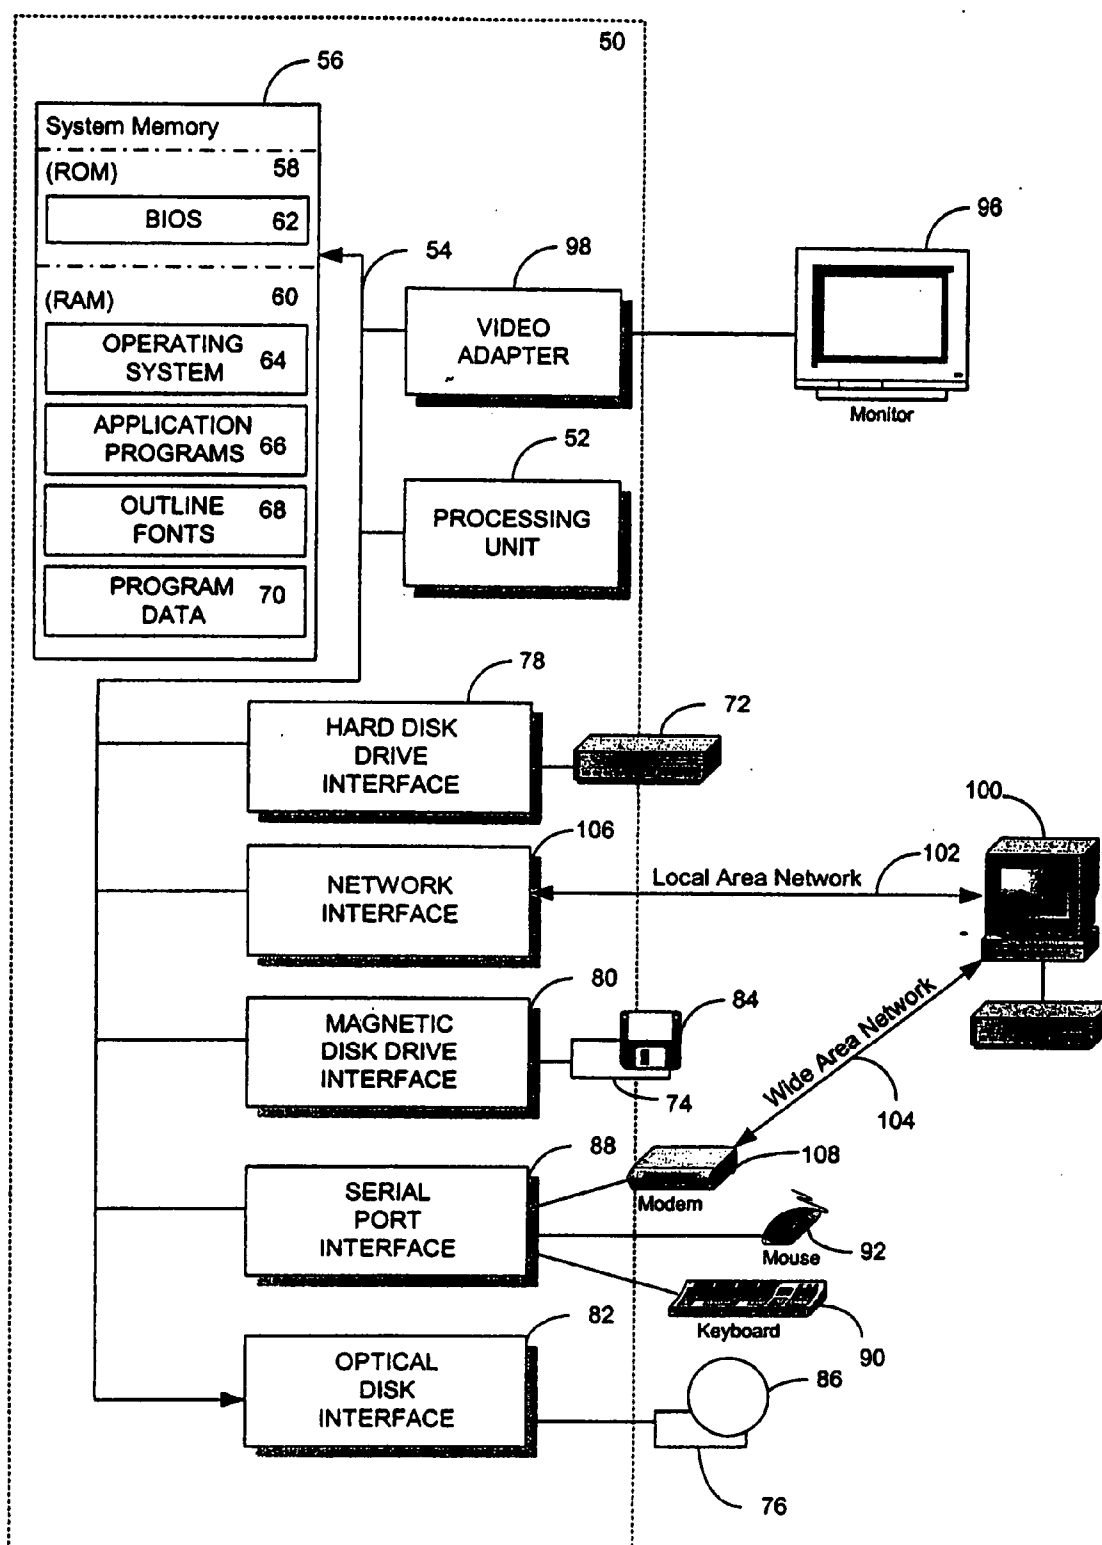 50
56
System Memory
(ROM) 58
BIOS 62
54
98
96
(RAM) 60
OPERATING
SYSTEM 64
VIDEO
ADAPTER
Monitor
APPLICATION
PROGRAMS 66
52
OUTLINE
FONTS 68
PROCESSING
UNIT
PROGRAM
DATA 70
78
72
HARD DISK
DRIVE
INTERFACE
100
106
102
NETWORK
INTERFACE
Local Area Network
80
84
MAGNETIC
DISK DRIVE
INTERFACE
74
Wide Area Network
104
88
108
SERIAL
PORT
INTERFACE
Modem
Mouse 92
82
Keyboard
90
OPTICAL
DISK
INTERFACE
86
76